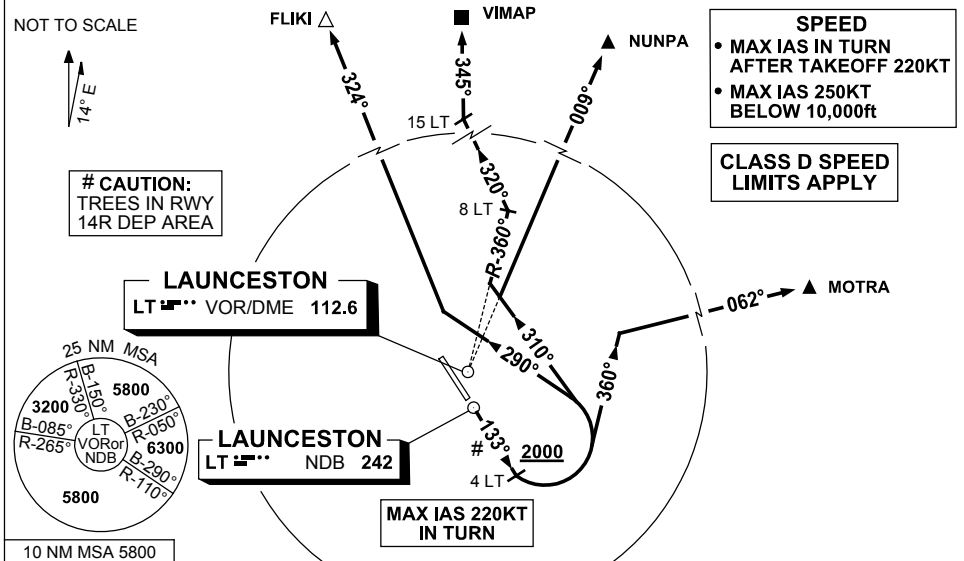 NOT TO SCALE
14° E
FLIKI
VIMAP
NUNPA
SPEED
• MAX IAS IN TURN
AFTER TAKEOFF 220KT
• MAX IAS 250KT
BELOW 10,000ft
CLASS D SPEED
LIMITS APPLY
324°
345°
009°
15 LT
320°
8 LT
R-360°
# CAUTION:
TREES IN RWY
14R DEP AREA
LAUNCESTON
LT VOR/DME 112.6
MOTRA
062°
310°
290°
360°
25 NM MSA
B-150°
R-330°
5800
3200
B-230°
R-050°
B-085°
R-265°
LT
VORor
NDB
6300
B-290°
R-110°
5800
LAUNCESTON
LT NDB 242
133°
#
2000
4 LT
MAX IAS 220KT
IN TURN
10 NM MSA 5800